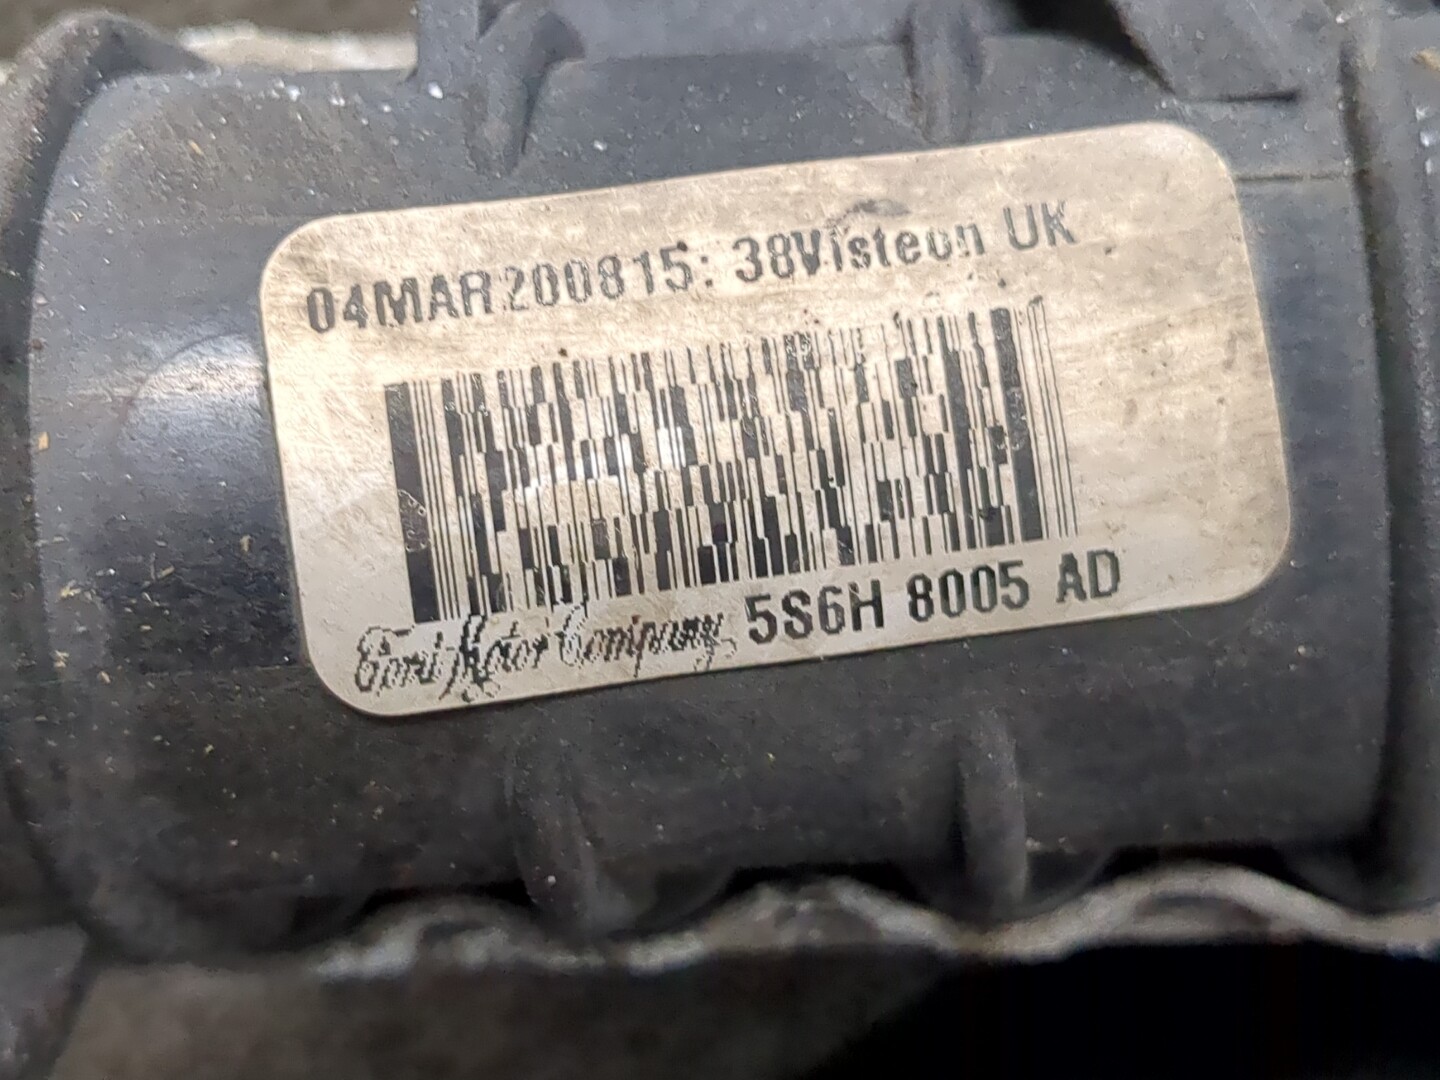 04MAR200815:38Visteon UK
Ford Motor Company 5S6H 8005 AD